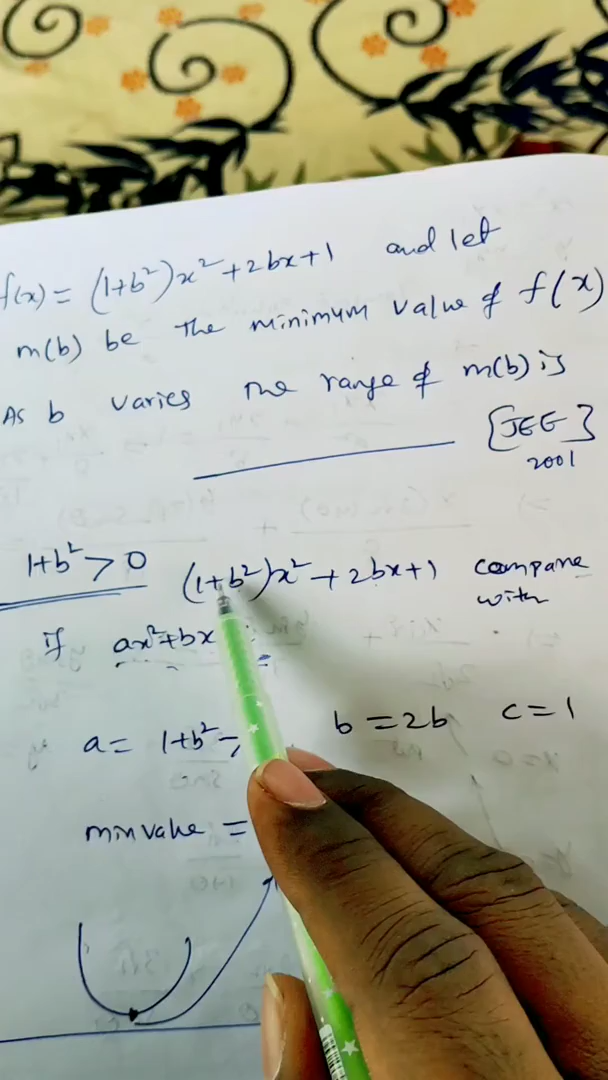 f(x) = (1+b²)x² + 2bx + 1 and let
m(b) be the minimum value of f(x)
As b varies the range of m(b) is
[JEE]
2001
1+b² > 0 (1+b²)x² + 2bx + 1 compare
with
If ax² + bx
a = 1+b² b = 2b c = 1
min value =